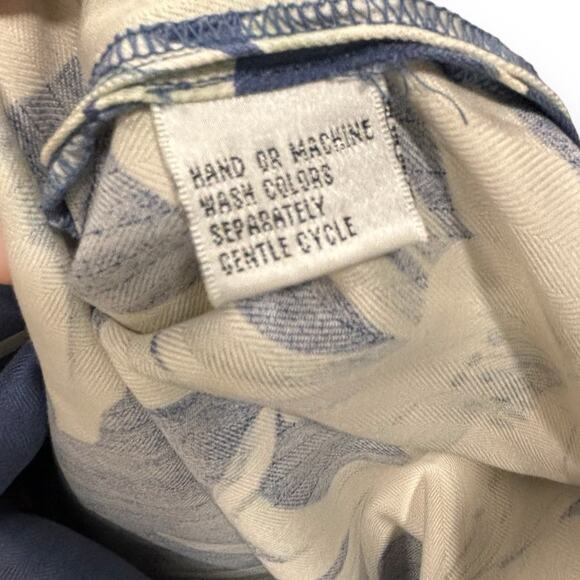 HAND OR MACHINE
WASH COLORS
SEPARATELY
GENTLE CYCLE